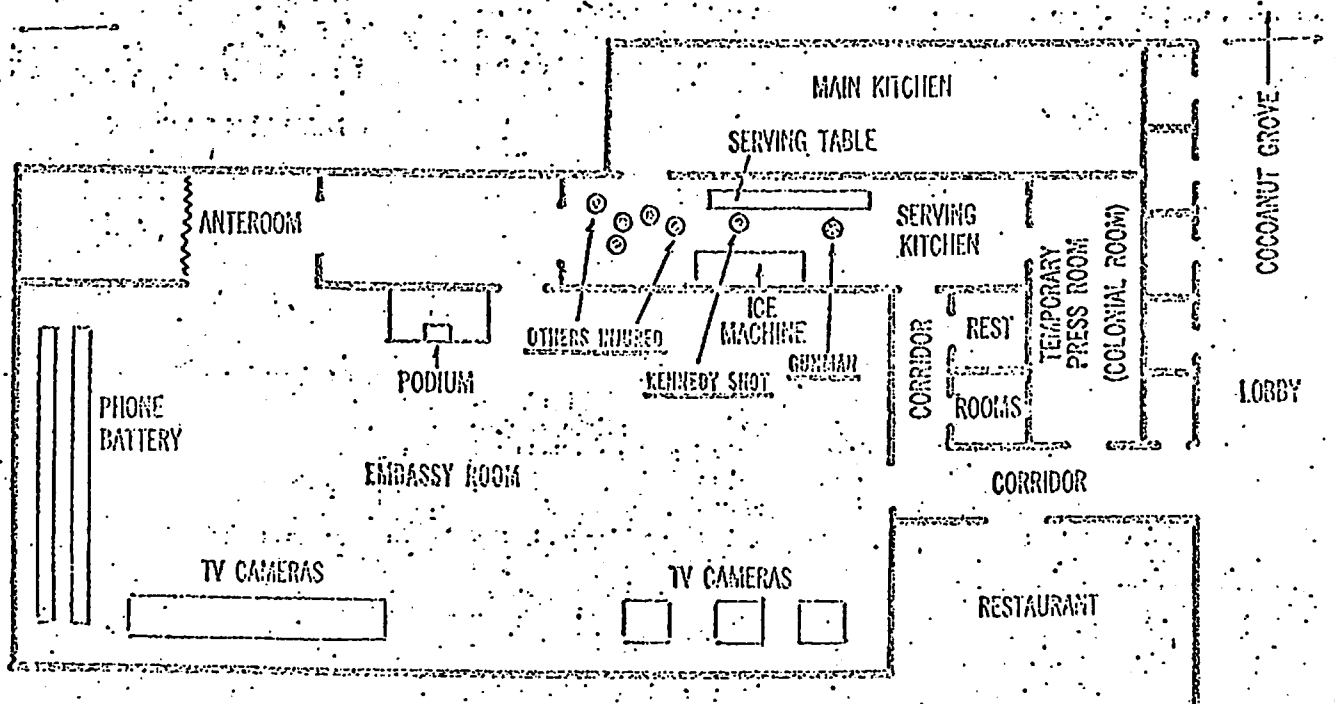 MAIN KITCHEN
SERVING TABLE
COCOANUT GROVE
ANTEROOM
SERVING
KITCHEN
TEMPORARY
PRESS ROOM
(COLONIAL ROOM)
OTHERS INJURED
ICE
MACHINE
CORRIDOR
REST
ROOMS
PODIUM
KENNEDY SHOT
GUNMAN
LOBBY
PHONE
BATTERY
EMBASSY ROOM
CORRIDOR
TV CAMERAS
TV CAMERAS
RESTAURANT